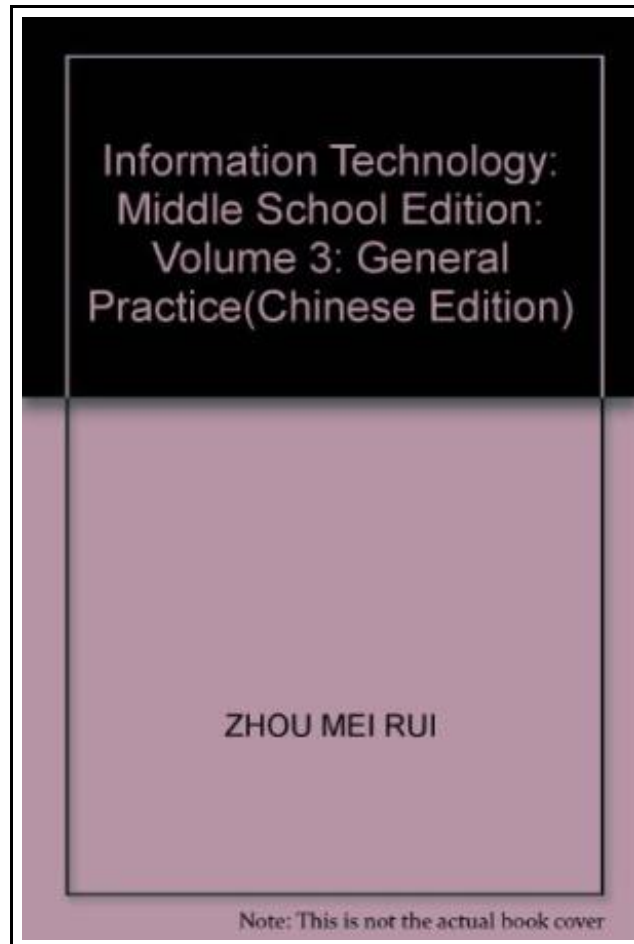 Information Technology:
Middle School Edition:
Volume 3: General
Practice(Chinese Edition)
ZHOU MEI RUI
Note: This is not the actual book cover